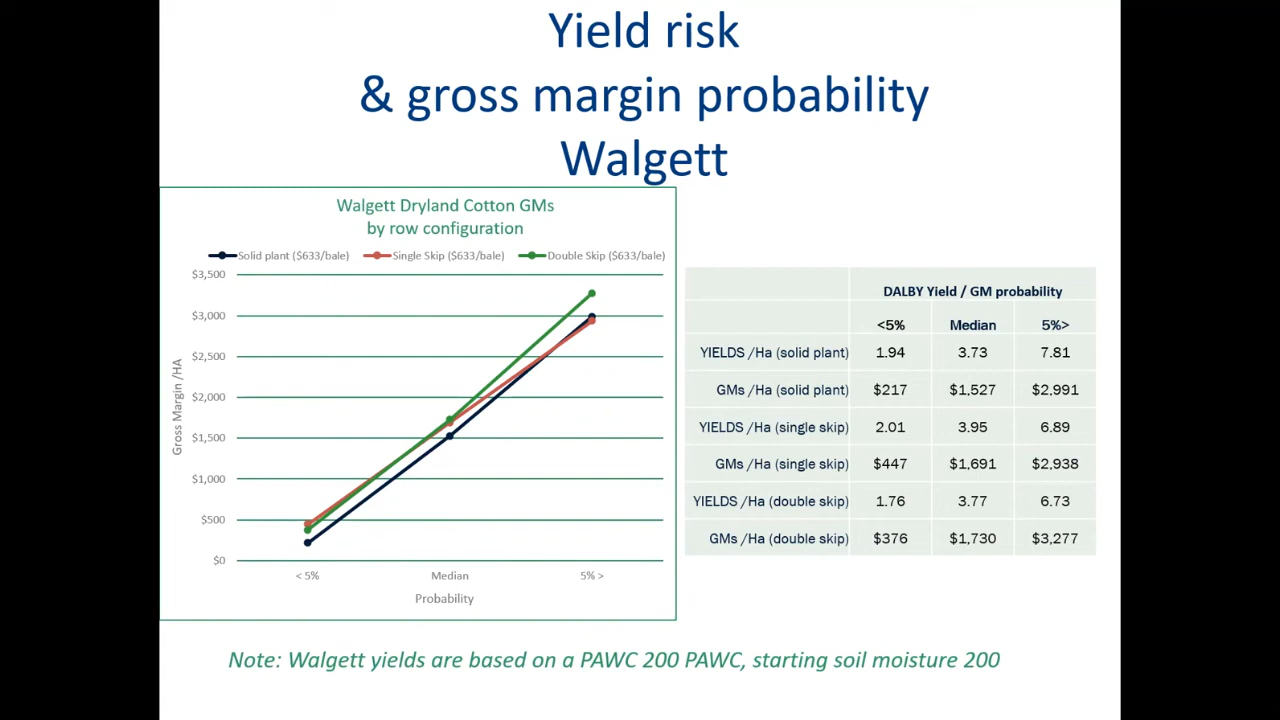 Yield risk
& gross margin probability
Walgett
Walgett Dryland Cotton GMs
by row configuration
Solid plant ($633/bale) Single Skip ($633/bale) Double Skip ($633/bale)
$3,500
$3,000
$2,500
$2,000
$1,500
$1,000
$500
$0
Gross Margin /HA
< 5% Median 5% >
Probability
DALBY Yield / GM probability
<5% Median 5%>
YIELDS /Ha (solid plant) 1.94 3.73 7.81
GMs /Ha (solid plant) $217 $1,527 $2,991
YIELDS /Ha (single skip) 2.01 3.95 6.89
GMs /Ha (single skip) $447 $1,691 $2,938
YIELDS /Ha (double skip) 1.76 3.77 6.73
GMs /Ha (double skip) $376 $1,730 $3,277
Note: Walgett yields are based on a PAWC 200 PAWC, starting soil moisture 200